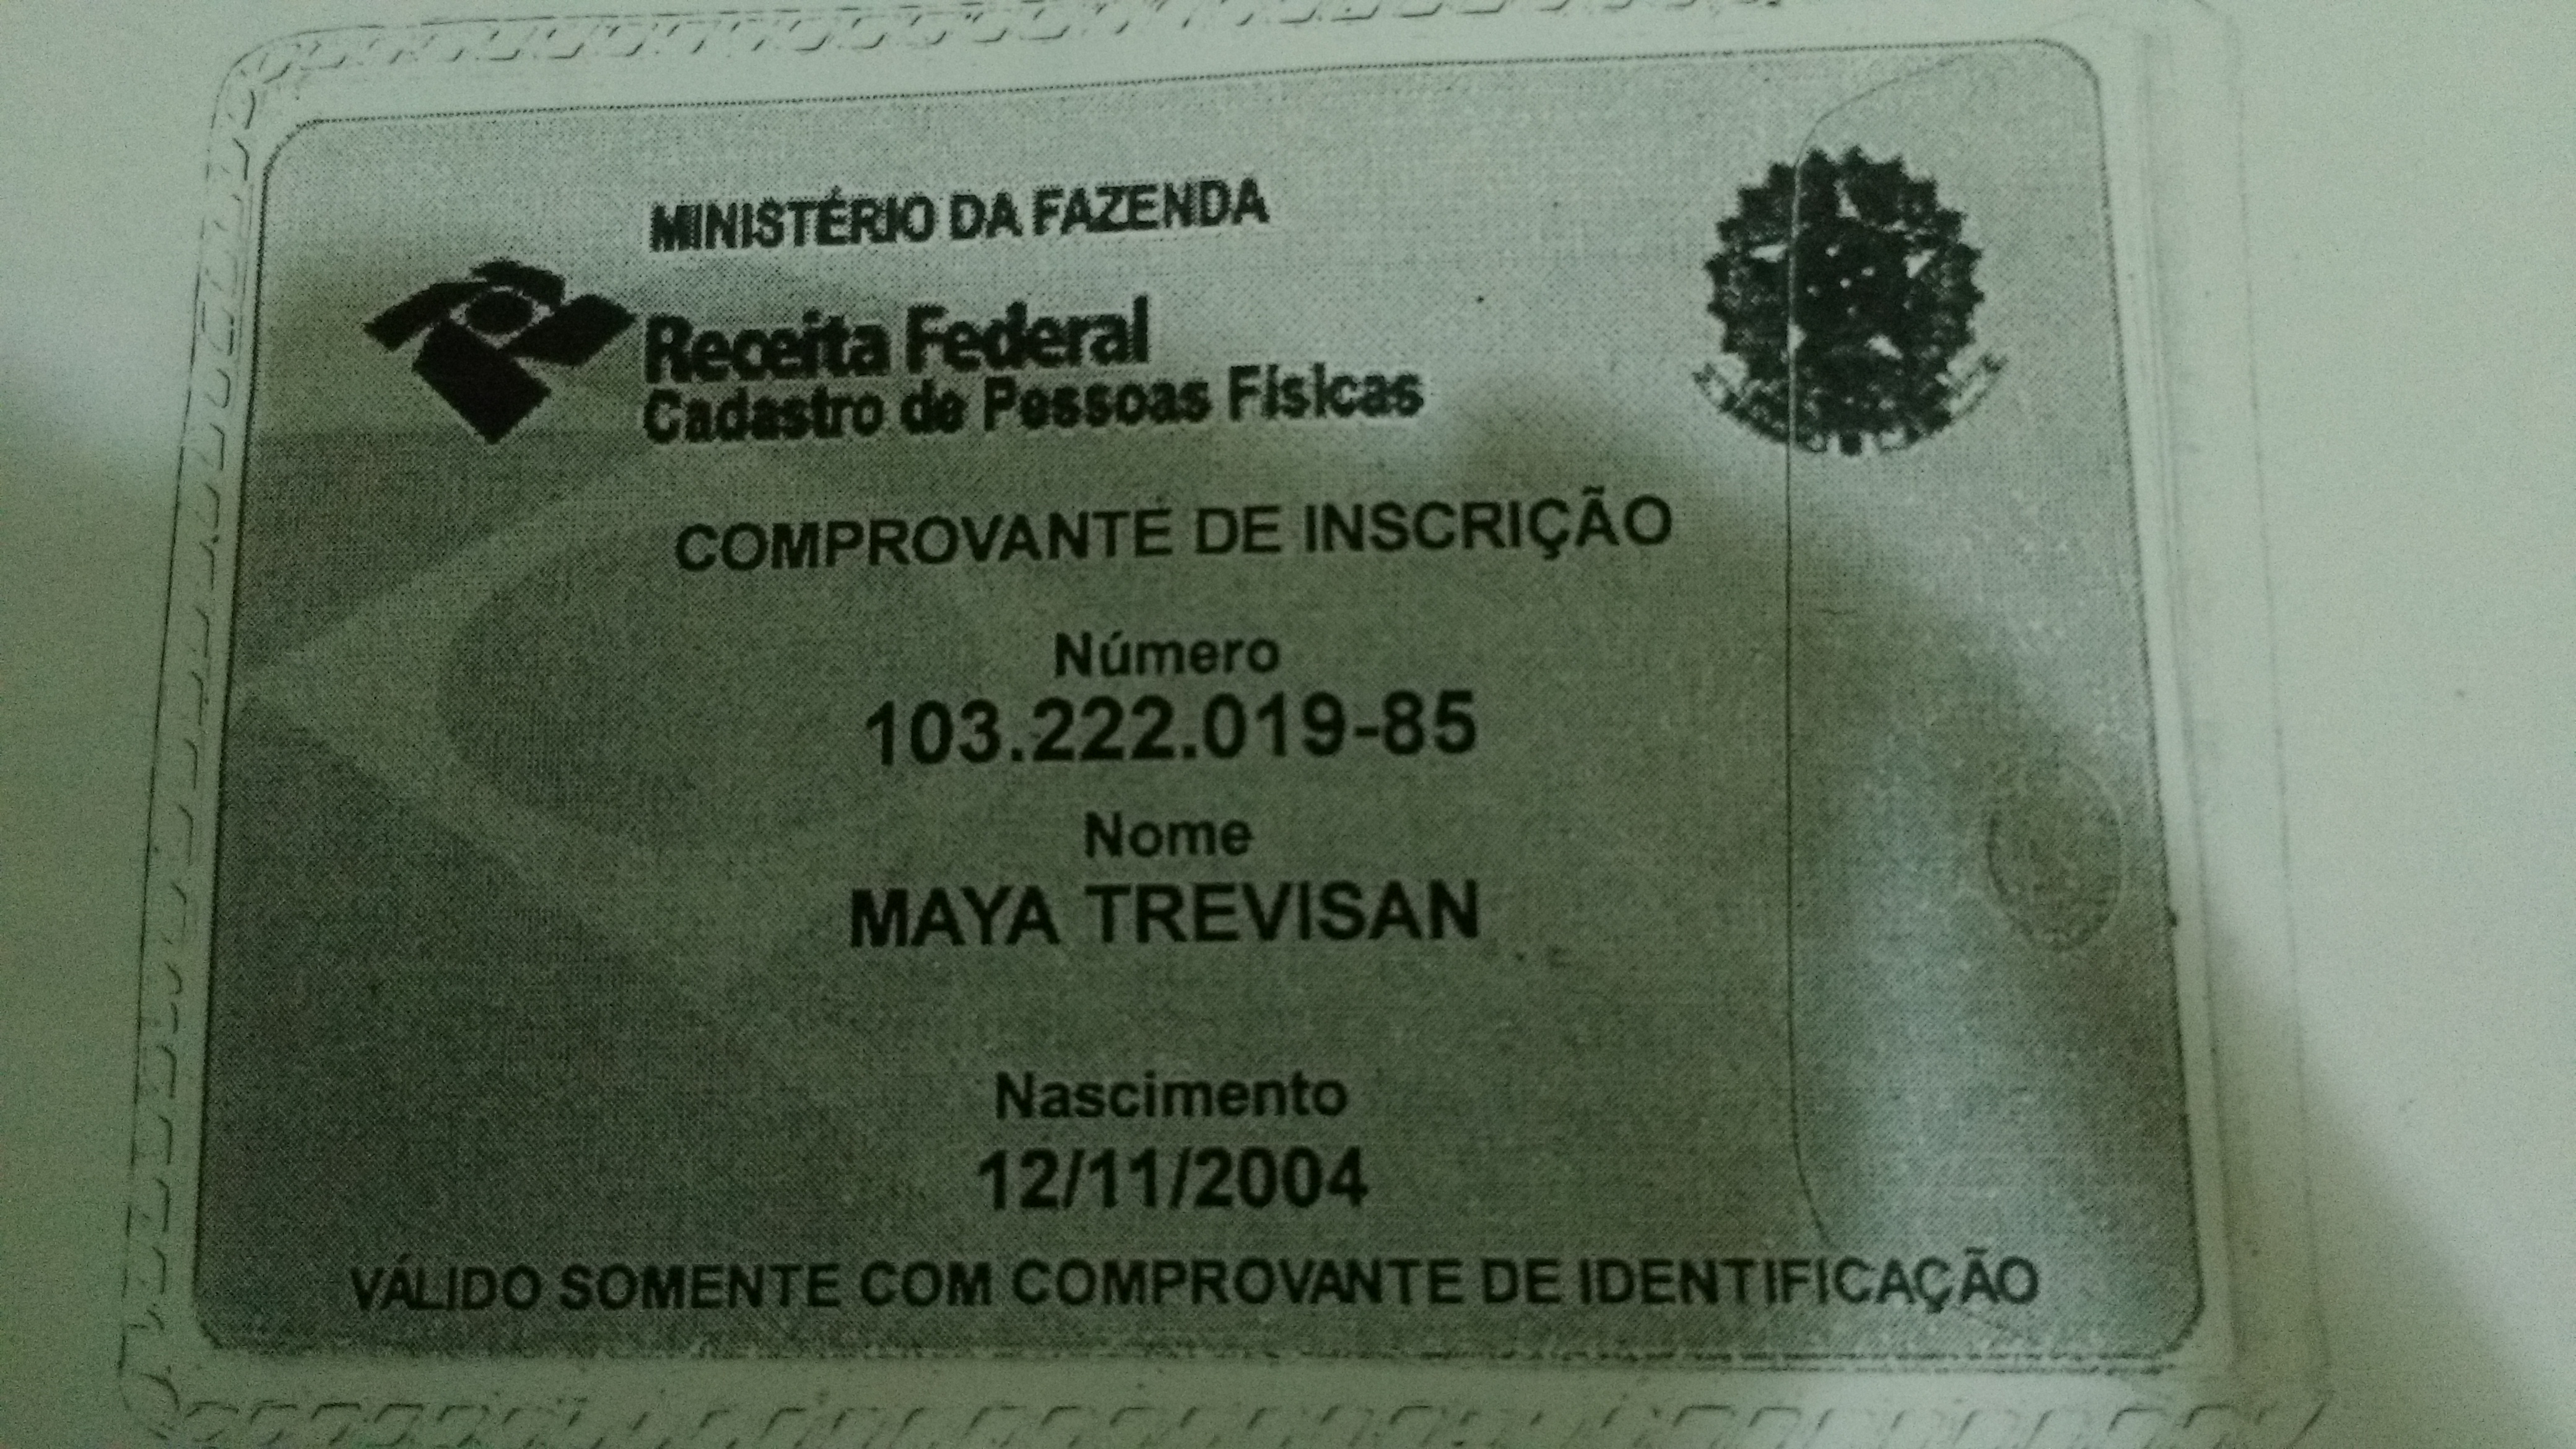 MINISTÉRIO DA FAZENDA
Receita Federal
Cadastro de Pessoas Físicas
COMPROVANTE DE INSCRIÇÃO
Número
103.222.019-85
Nome
MAYA TREVISAN
Nascimento
12/11/2004
VÁLIDO SOMENTE COM COMPROVANTE DE IDENTIFICAÇÃO